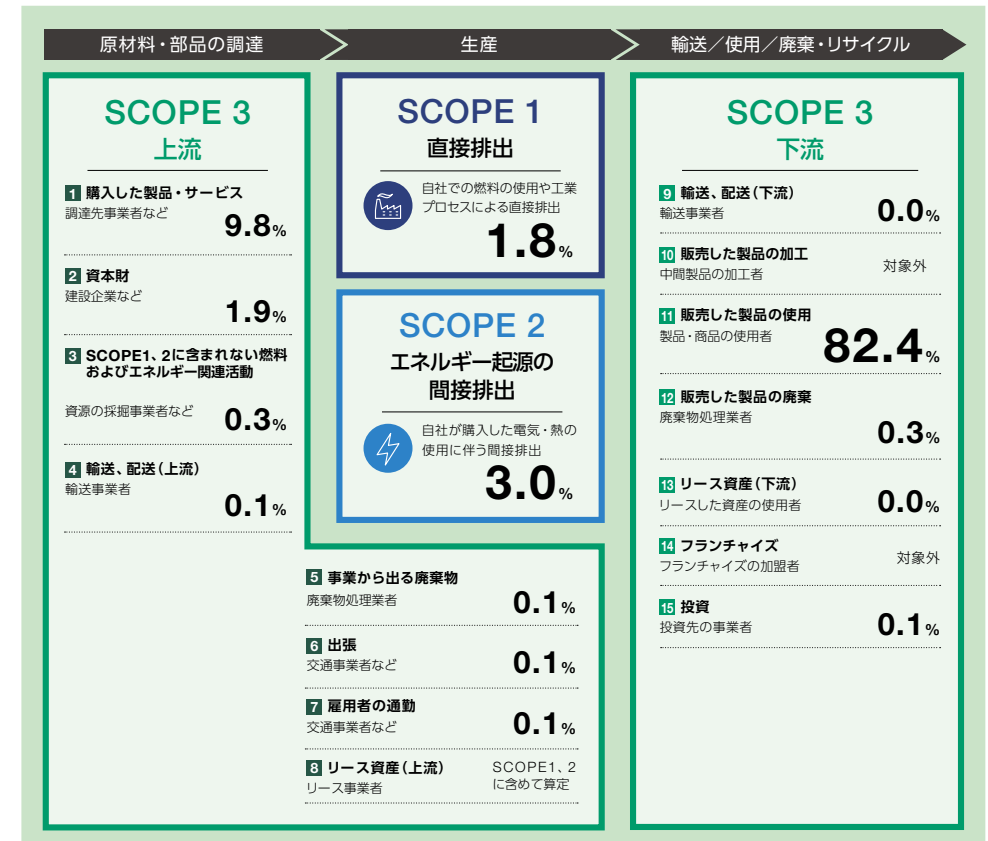 原材料・部品の調達
生産
輸送／使用／廃棄・リサイクル
SCOPE 3
上流
1 購入した製品・サービス
調達先事業者など
9.8%
2 資本財
建設企業など
1.9%
3 SCOPE1、2に含まれない燃料
およびエネルギー関連活動
資源の採掘事業者など
0.3%
4 輸送、配送（上流）
輸送事業者
0.1%
5 事業から出る廃棄物
廃棄物処理業者
0.1%
6 出張
交通事業者など
0.1%
7 雇用者の通勤
交通事業者など
0.1%
8 リース資産（上流）
リース事業者
SCOPE1、2
に含めて算定
SCOPE 1
直接排出
自社での燃料の使用や工業
プロセスによる直接排出
1.8%
SCOPE 2
エネルギー起源の
間接排出
自社が購入した電気・熱の
使用に伴う間接排出
3.0%
SCOPE 3
下流
9 輸送、配送（下流）
輸送事業者
0.0%
10 販売した製品の加工
中間製品の加工者
対象外
11 販売した製品の使用
製品・商品の使用者
82.4%
12 販売した製品の廃棄
廃棄物処理業者
0.3%
13 リース資産（下流）
リースした資産の使用者
0.0%
14 フランチャイズ
フランチャイズの加盟者
対象外
15 投資
投資先の事業者
0.1%